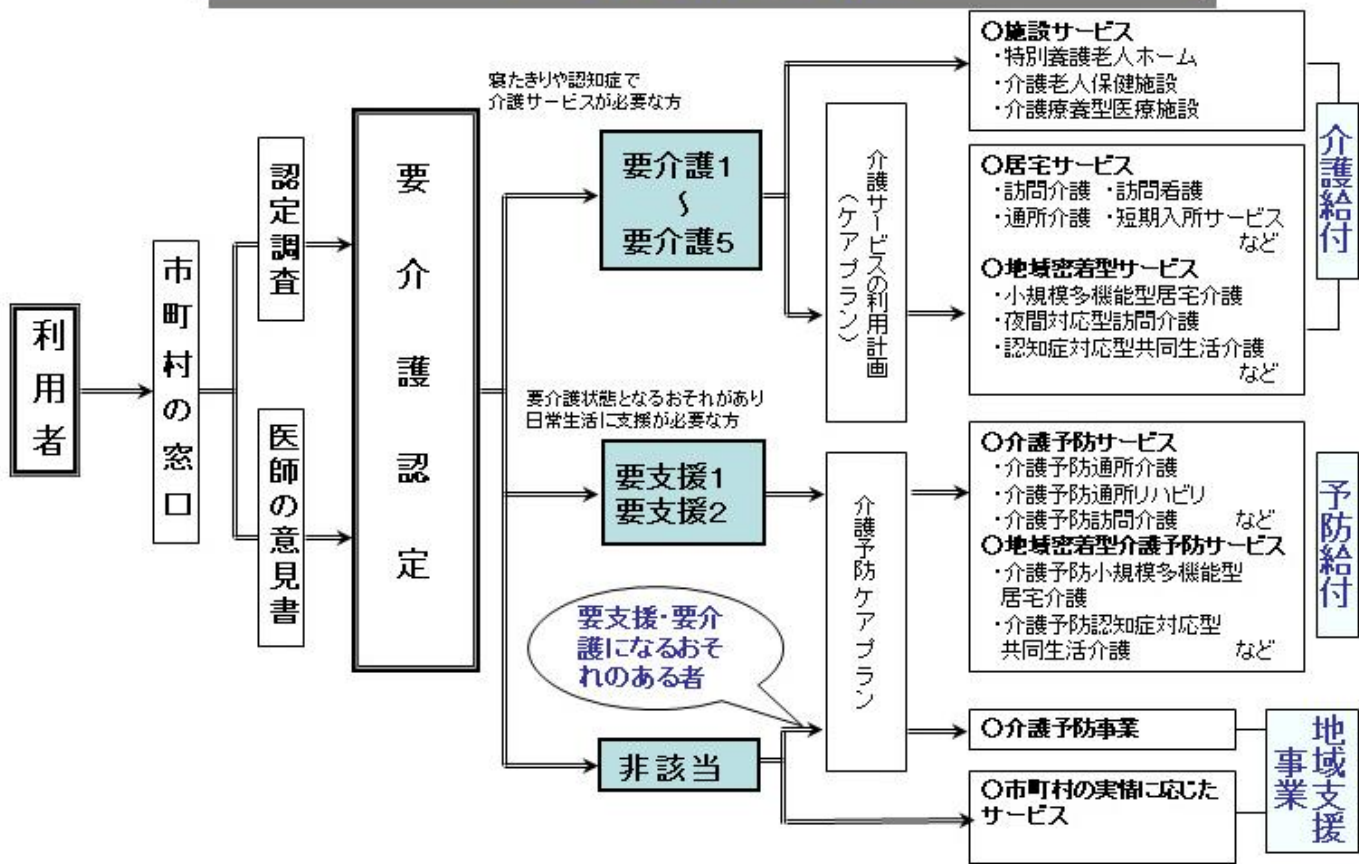 利用者
市町村の窓口
認定調査
医師の意見書
要介護認定
寝たきりや認知症で
介護サービスが必要な方
要介護1
〜
要介護5
要介護状態となるおそれがあり
日常生活に支援が必要な方
要支援1
要支援2
要支援・要介
護になるおそ
れのある者
非該当
介護サービスの利用計画
(ケアプラン)
介護予防ケアプラン
〇施設サービス
・特別養護老人ホーム
・介護老人保健施設
・介護療養型医療施設
〇居宅サービス
・訪問介護 ・訪問看護
・通所介護 ・短期入所サービス
など
〇地域密着型サービス
・小規模多機能型居宅介護
・夜間対応型訪問介護
・認知症対応型共同生活介護
など
介護給付
〇介護予防サービス
・介護予防通所介護
・介護予防通所リハビリ
・介護予防訪問介護 など
〇地域密着型介護予防サービス
・介護予防小規模多機能型
居宅介護
・介護予防認知症対応型
共同生活介護 など
予防給付
〇介護予防事業
〇市町村の実情に応じた
サービス
地域支援
事業